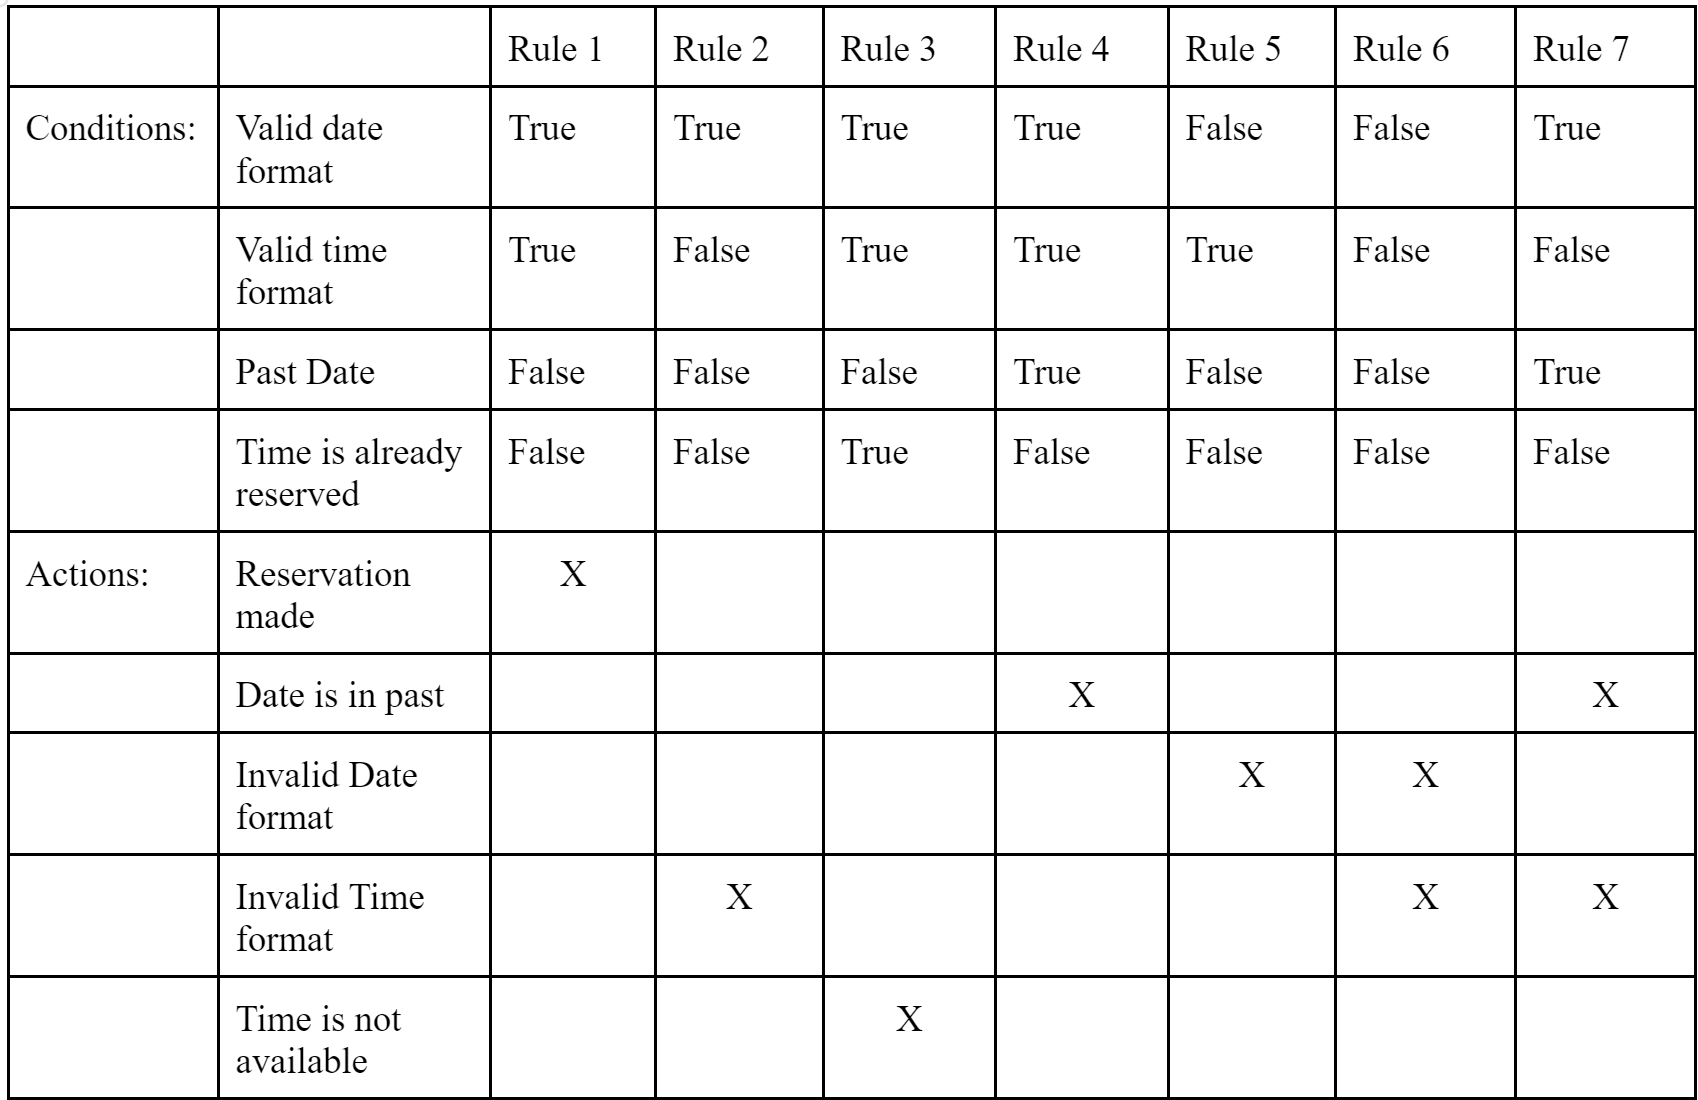 Rule 1 Rule 2 Rule 3 Rule 4 Rule 5 Rule 6 Rule 7
Conditions: Valid date True True True True False False True
format
Valid time True False True True True False False
format
Past Date False False False True False False True
Time is already False False True False False False False
reserved
Actions: Reservation X
made
Date is in past X X
Invalid Date X X
format
Invalid Time X X X
format
Time is not X
available